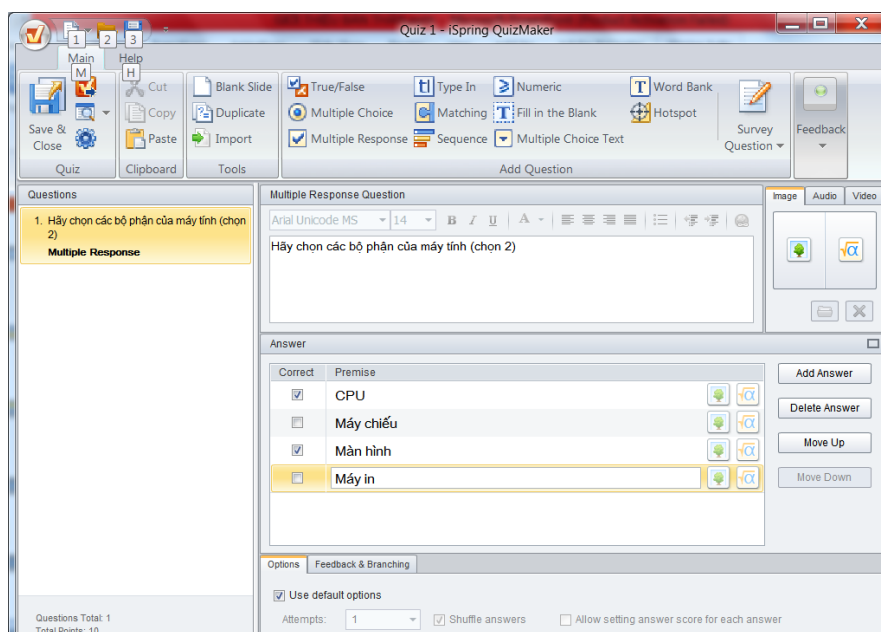 Quiz 1 - iSpring QuizMaker
1 2 3
Main Help
M H
Save & Close
Quiz
Cut
Copy
Paste
Clipboard
Blank Slide
Duplicate
Import
Tools
True/False Type In Numeric Word Bank
Multiple Choice Matching Fill in the Blank Hotspot
Multiple Response Sequence Multiple Choice Text
Add Question
Survey Question
Feedback
Questions
1. Hãy chọn các bộ phận của máy tính (chọn
2)
Multiple Response
Questions Total: 1
Total Points: 10
Multiple Response Question
Arial Unicode MS 14 B I U A
Hãy chọn các bộ phận của máy tính (chọn 2)
Image Audio Video
Answer
Correct Premise
CPU
Máy chiếu
Màn hình
Máy in
Add Answer
Delete Answer
Move Up
Move Down
Options Feedback & Branching
Use default options
Attempts: 1 Shuffle answers Allow setting answer score for each answer